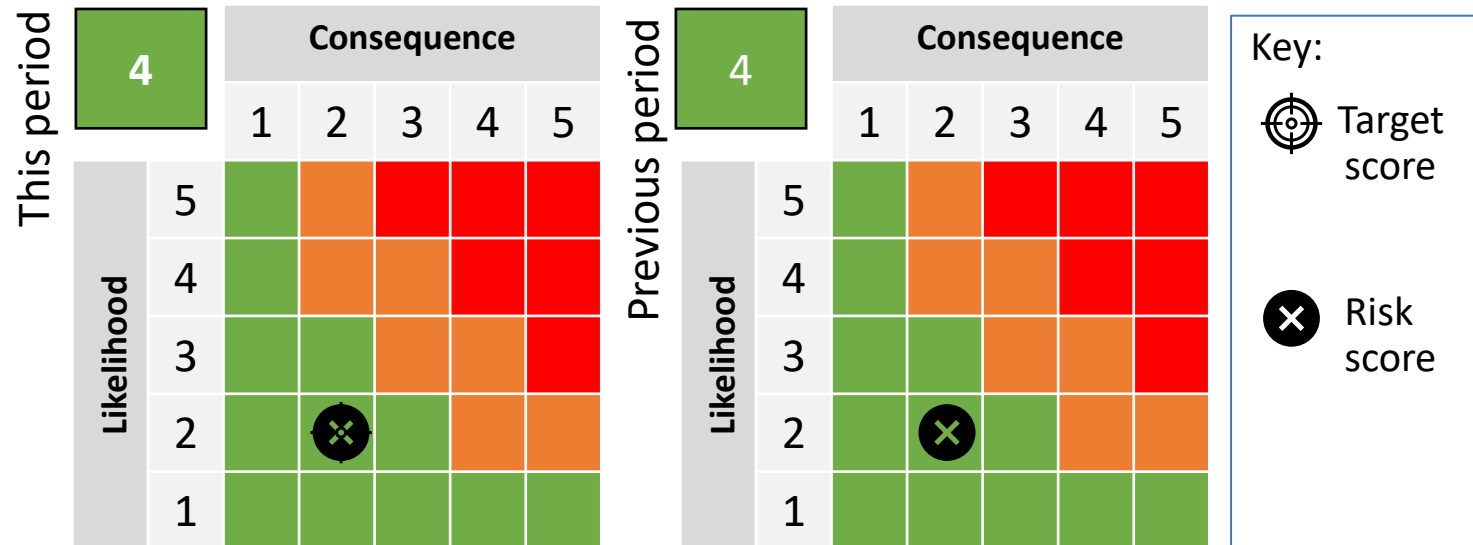 This period
4
Consequence
1 2 3 4 5
Likelihood
5
4
3
2
1
Previous period
4
Consequence
1 2 3 4 5
Likelihood
5
4
3
2
1
Key:
Target
score
Risk
score